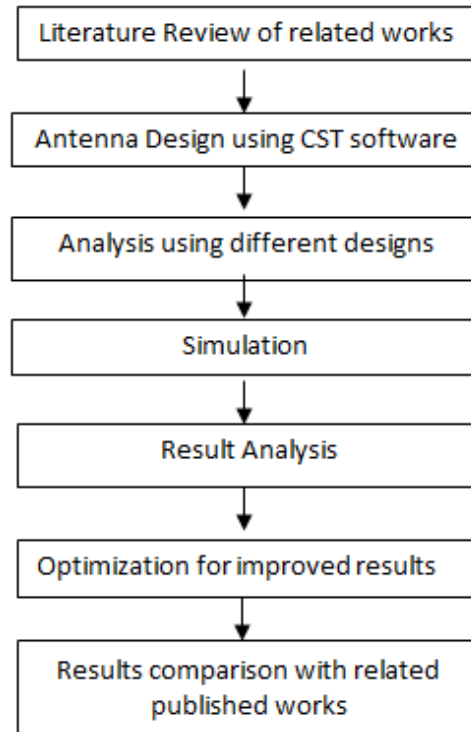 Literature Review of related works
Antenna Design using CST software
Analysis using different designs
Simulation
Result Analysis
Optimization for improved results
Results comparison with related
published works